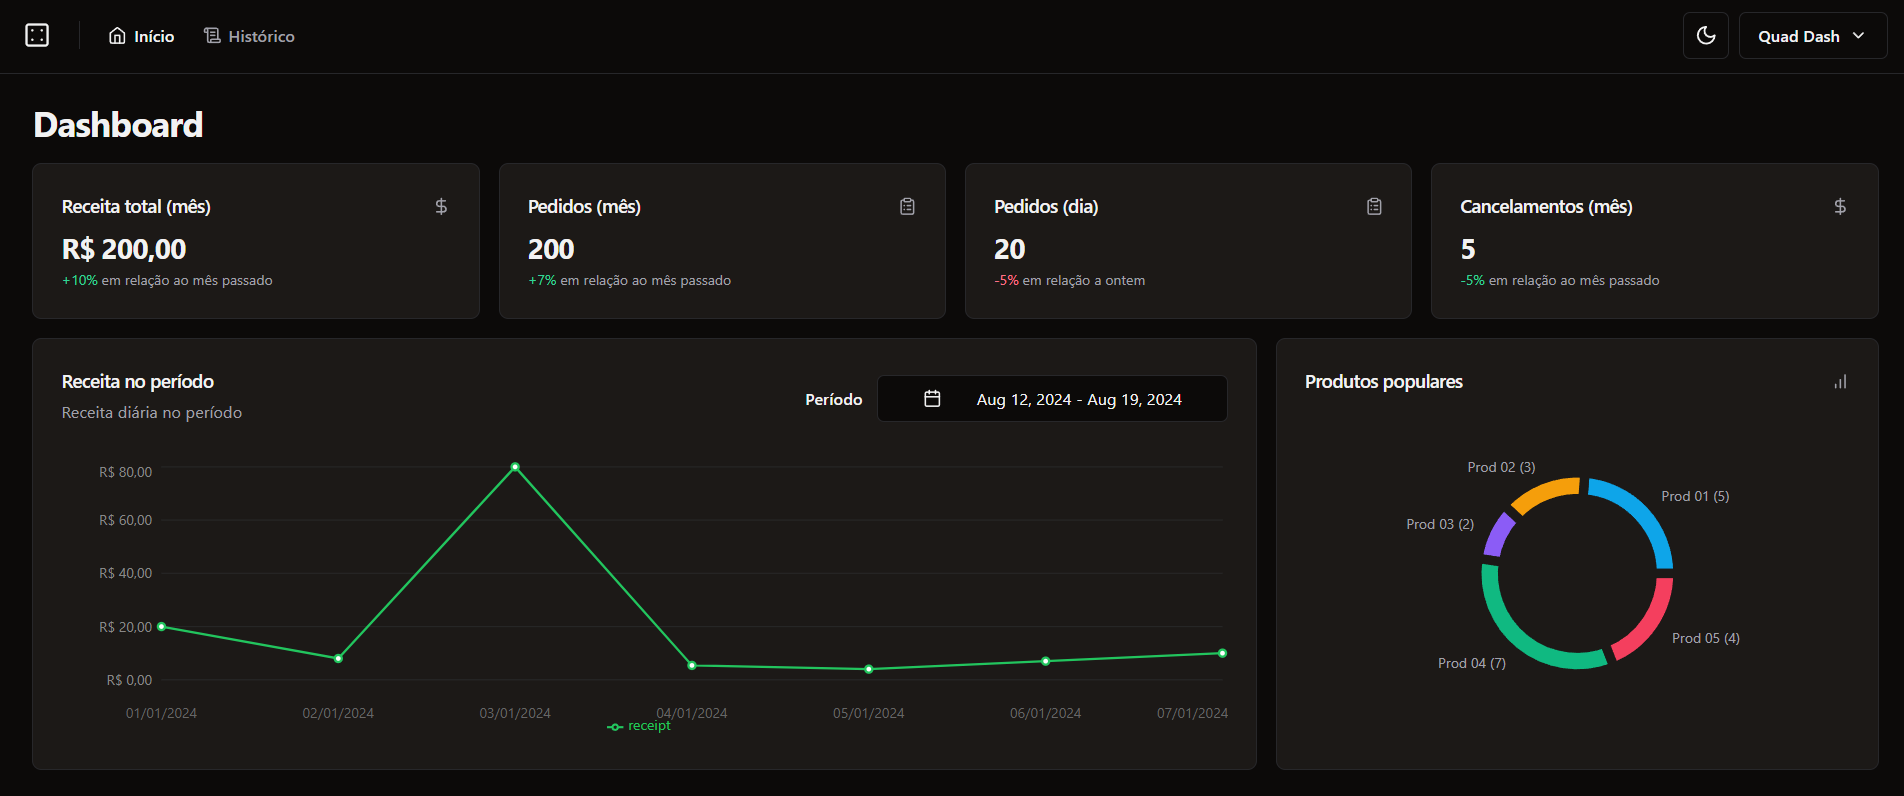 Início
Histórico
Quad Dash
Dashboard
Receita total (mês)
R$ 200,00
+10% em relação ao mês passado
Pedidos (mês)
200
+7% em relação ao mês passado
Pedidos (dia)
20
-5% em relação a ontem
Cancelamentos (mês)
5
-5% em relação ao mês passado
Receita no período
Receita diária no período
Período
Aug 12, 2024 - Aug 19, 2024
R$ 80,00
R$ 60,00
R$ 40,00
R$ 20,00
R$ 0,00
01/01/2024
02/01/2024
03/01/2024
04/01/2024
05/01/2024
06/01/2024
07/01/2024
receipt
Produtos populares
Prod 02 (3)
Prod 01 (5)
Prod 03 (2)
Prod 05 (4)
Prod 04 (7)